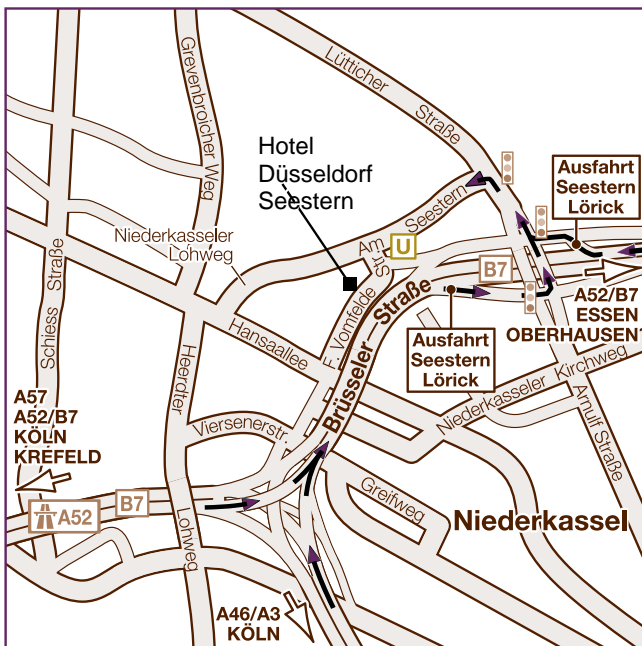 Lütticher
Straße
Grevenbroicher Weg
Hotel
Düsseldorf
Seestern
Ausfahrt
Seestern
Lörick
Niederkasseler
Lohweg
Am Seestern
U
B7
F. Vomfelde Str.
Schiess Straße
Hansaallee
Brüsseler Straße
A52/B7
ESSEN
OBERHAUSEN
Ausfahrt
Seestern
Lörick
Heerdter
Lohweg
Niederkasseler Kirchweg
Arnulf Straße
A57
A52/B7
KÖLN
KREFELD
Viersenerstr.
B7
A52
Greifweg
Niederkassel
A46/A3
KÖLN